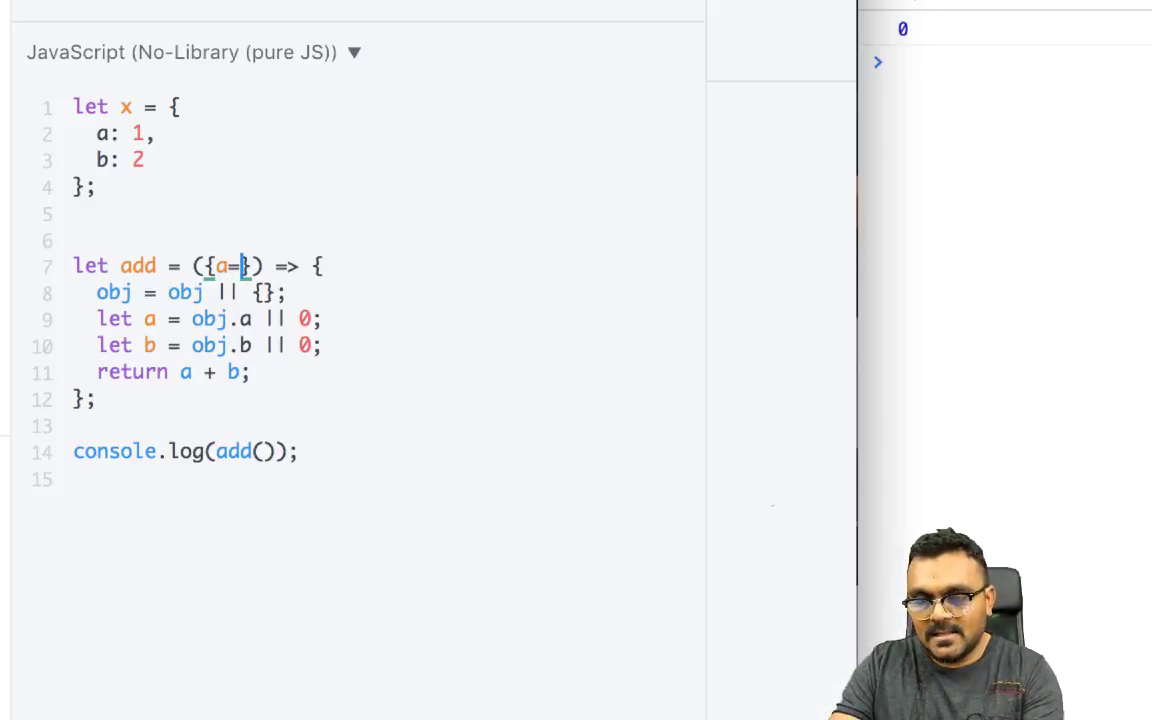 JavaScript (No-Library (pure JS)) ▼
1 let x = {
2 a: 1,
3 b: 2
4 };
5
6
7 let add = ({a=}) => {
8 obj = obj || {};
9 let a = obj.a || 0;
10 let b = obj.b || 0;
11 return a + b;
12 };
13
14 console.log(add());
15
0
>